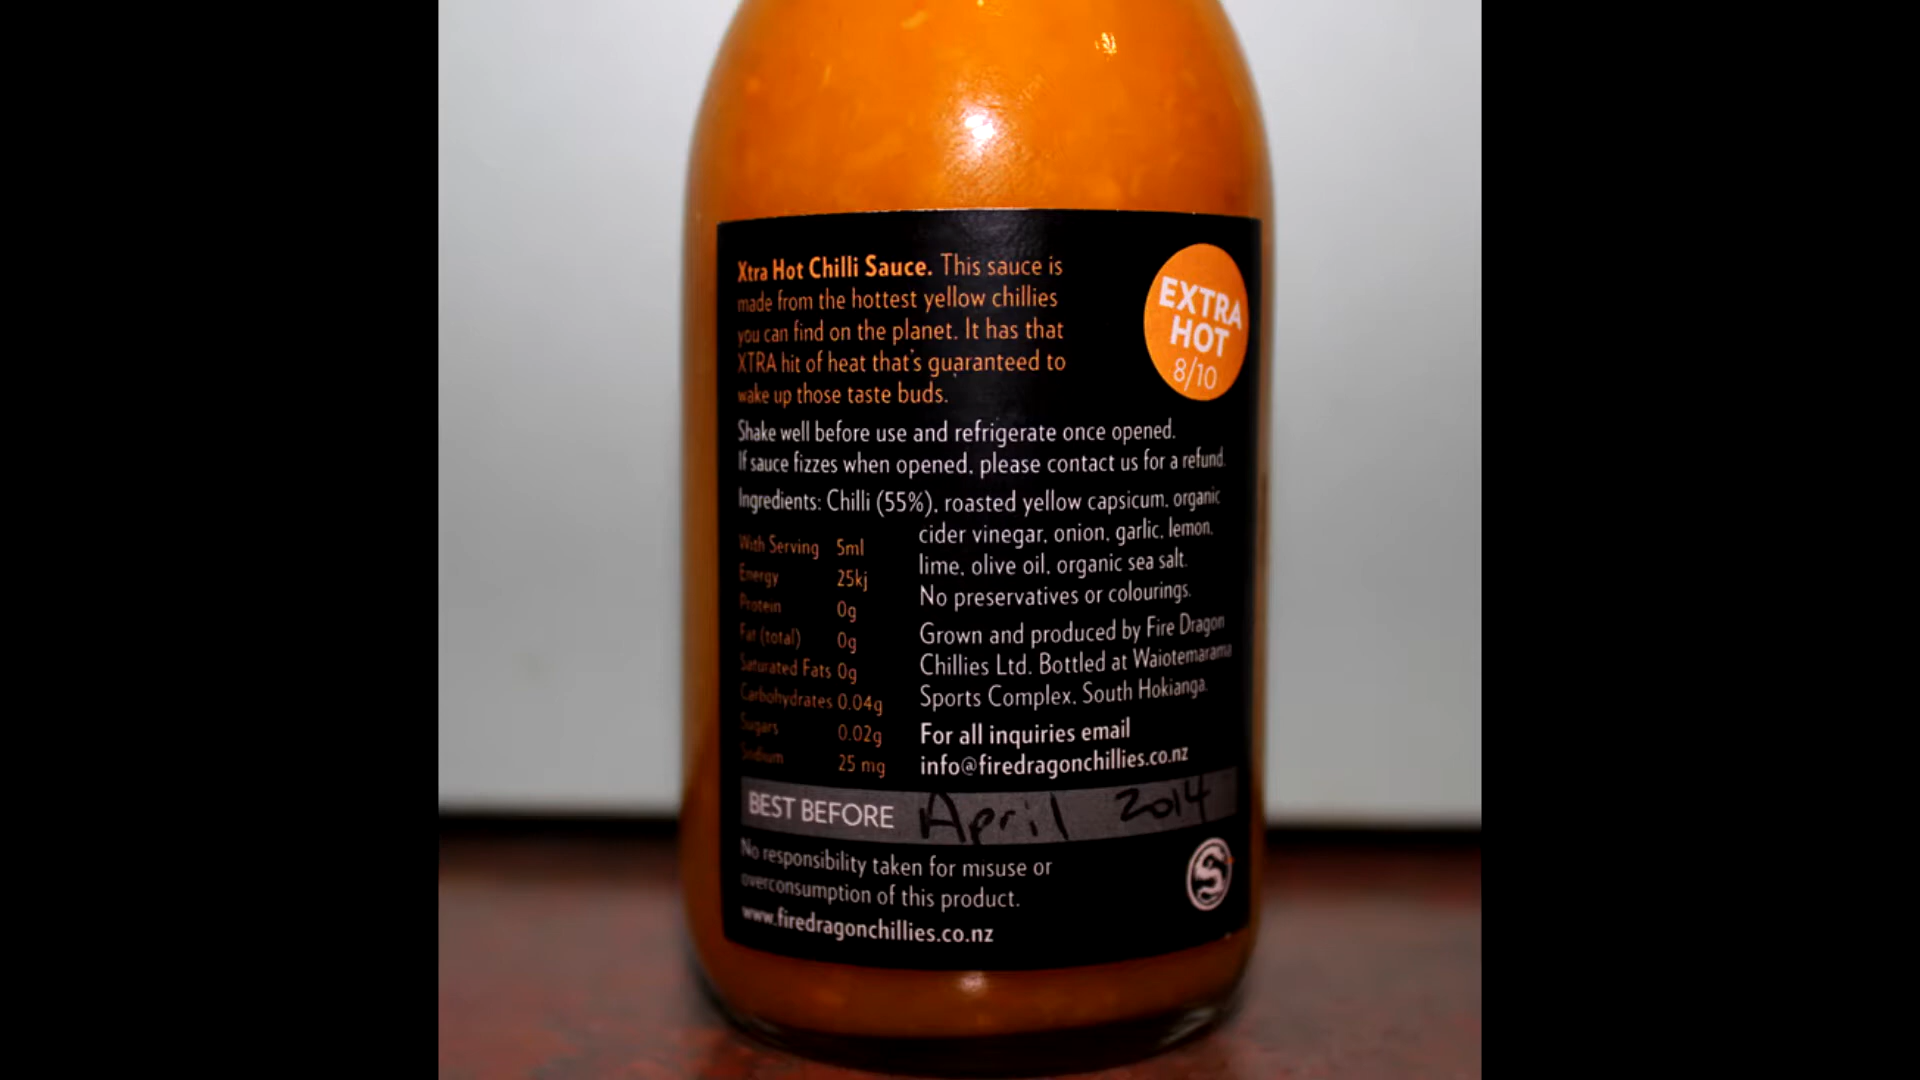 Xtra Hot Chilli Sauce. This sauce is
made from the hottest yellow chillies
you can find on the planet. It has that
XTRA hit of heat that's guaranteed to
wake up those taste buds.
EXTRA
HOT
8/10
Shake well before use and refrigerate once opened.
If sauce fizzes when opened, please contact us for a refund.
Ingredients: Chilli (55%), roasted yellow capsicum, organic
cider vinegar, onion, garlic, lemon,
lime, olive oil, organic sea salt.
No preservatives or colourings.
With Serving 5ml
Energy 25kj
Protein 0g
Fat (total) 0g
Saturated Fats 0g
Carbohydrates 0.04g
Sugars 0.02g
Sodium 25 mg
Grown and produced by Fire Dragon
Chillies Ltd. Bottled at Waiotemarama
Sports Complex, South Hokianga.
For all inquiries email
info@firedragonchillies.co.nz
BEST BEFORE April 2014
No responsibility taken for misuse or
overconsumption of this product.
www.firedragonchillies.co.nz